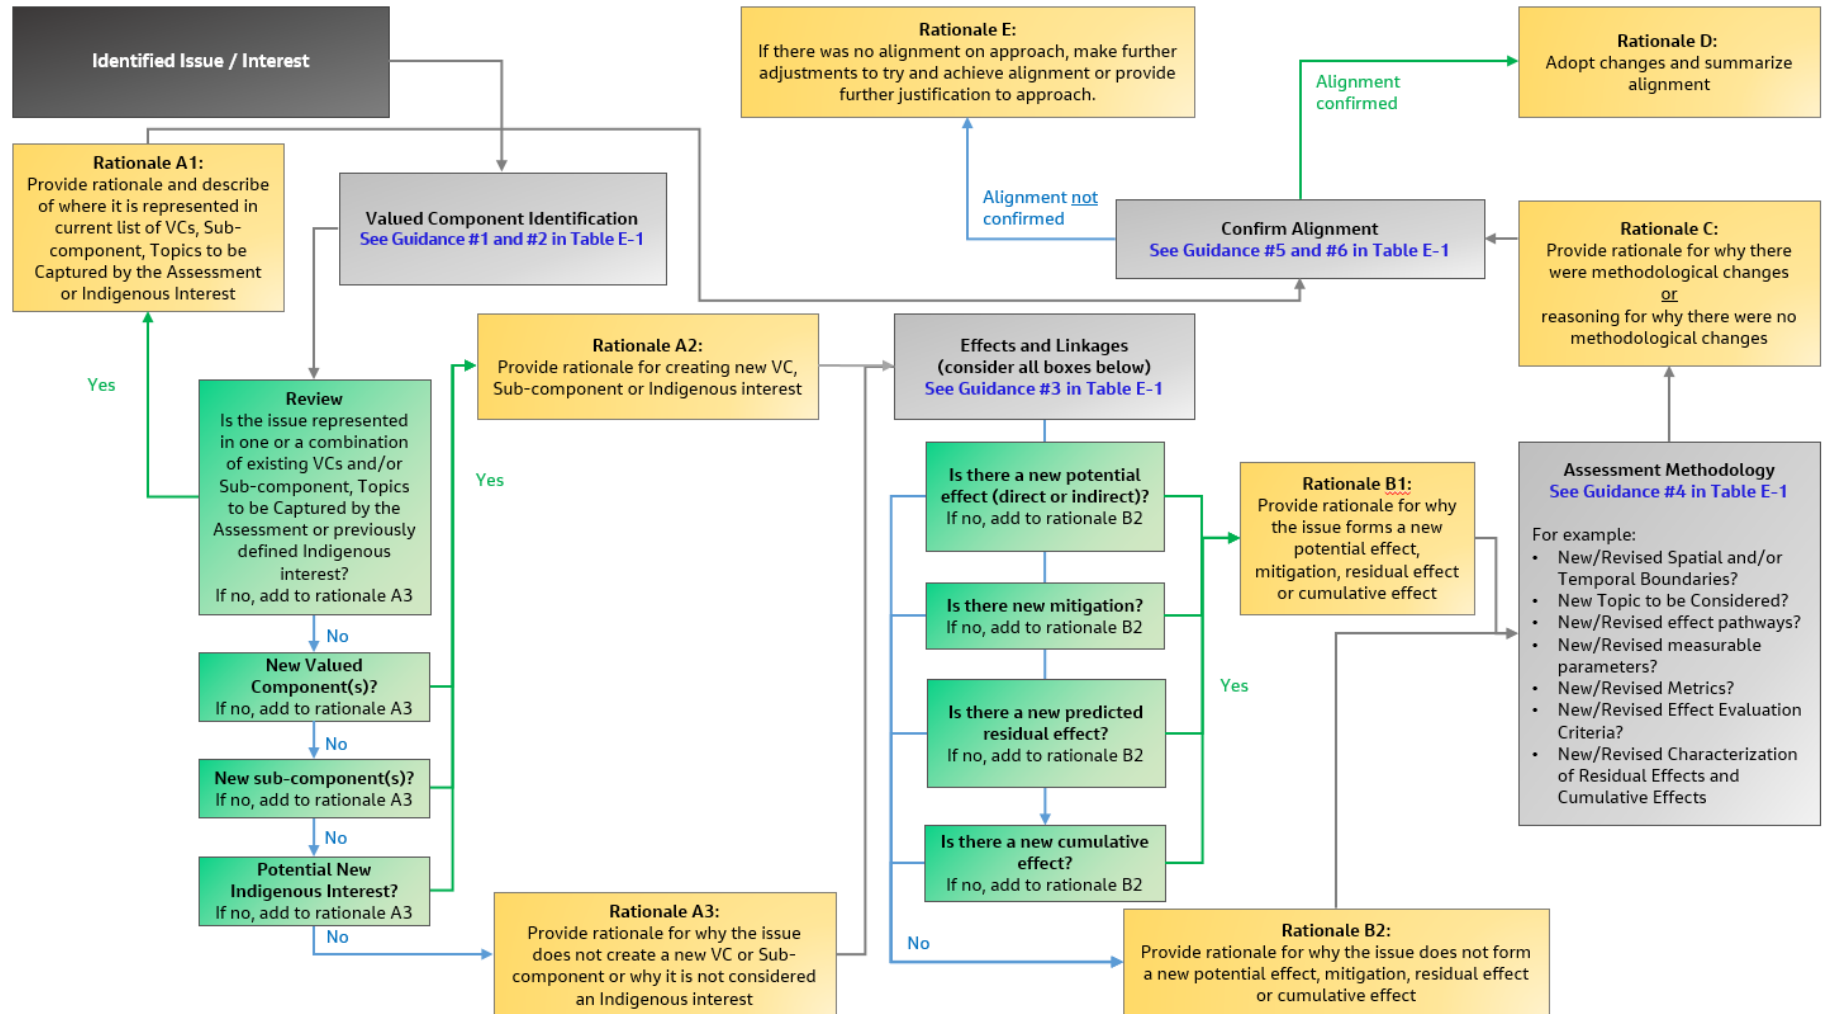 Identified Issue / Interest
Rationale E:
If there was no alignment on approach, make further
adjustments to try and achieve alignment or provide
further justification to approach.
Rationale D:
Adopt changes and summarize
alignment
Alignment
confirmed
Rationale A1:
Provide rationale and describe
of where it is represented in
current list of VCs, Sub-
component, Topics to be
Captured by the Assessment
or Indigenous Interest
Valued Component Identification
See Guidance #1 and #2 in Table E-1
Alignment not
confirmed
Confirm Alignment
See Guidance #5 and #6 in Table E-1
Rationale C:
Provide rationale for why there
were methodological changes
or
reasoning for why there were no
methodological changes
Yes
Review
Is the issue represented
in one or a combination
of existing VCs and/or
Sub-component, Topics
to be Captured by the
Assessment or previously
defined Indigenous
interest?
If no, add to rationale A3
No
New Valued
Component(s)?
If no, add to rationale A3
No
New sub-component(s)?
If no, add to rationale A3
No
Potential New
Indigenous Interest?
If no, add to rationale A3
No
Yes
Rationale A2:
Provide rationale for creating new VC,
Sub-component or Indigenous interest
Rationale A3:
Provide rationale for why the issue
does not create a new VC or Sub-
component or why it is not considered
an Indigenous interest
Effects and Linkages
(consider all boxes below)
See Guidance #3 in Table E-1
Is there a new potential
effect (direct or indirect)?
If no, add to rationale B2
Is there new mitigation?
If no, add to rationale B2
Is there a new predicted
residual effect?
If no, add to rationale B2
Is there a new cumulative
effect?
If no, add to rationale B2
No
Yes
Rationale B1:
Provide rationale for why
the issue forms a new
potential effect,
mitigation, residual effect
or cumulative effect
Rationale B2:
Provide rationale for why the issue does not form
a new potential effect, mitigation, residual effect
or cumulative effect
Assessment Methodology
See Guidance #4 in Table E-1
For example:
• New/Revised Spatial and/or
Temporal Boundaries?
• New Topic to be Considered?
• New/Revised effect pathways?
• New/Revised measurable
parameters?
• New/Revised Metrics?
• New/Revised Effect Evaluation
Criteria?
• New/Revised Characterization
of Residual Effects and
Cumulative Effects